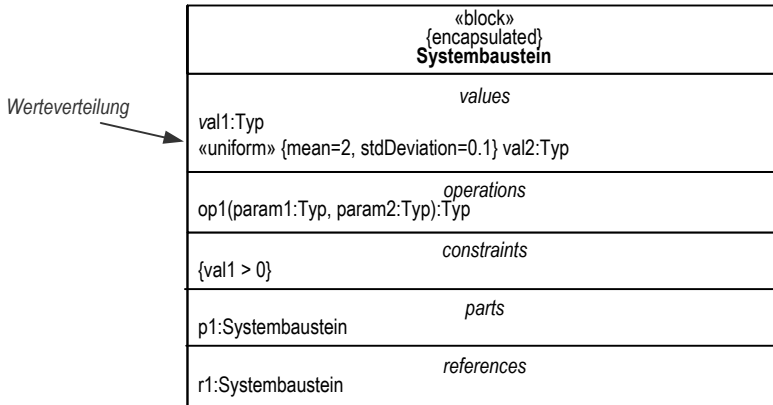 «block»
{encapsulated}
Systembaustein
values
Werteverteilung
val1:Typ
«uniform» {mean=2, stdDeviation=0.1} val2:Typ
operations
op1(param1:Typ, param2:Typ):Typ
constraints
{val1 > 0}
parts
p1:Systembaustein
references
r1:Systembaustein